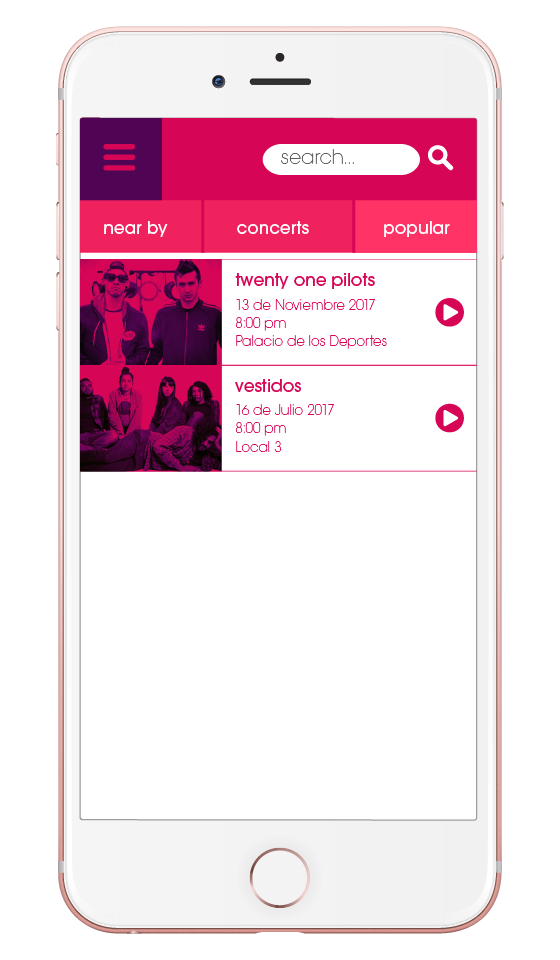 search...
near by
concerts
popular
twenty one pilots
13 de Noviembre 2017
8:00 pm
Palacio de los Deportes
vestidos
16 de Julio 2017
8:00 pm
Local 3